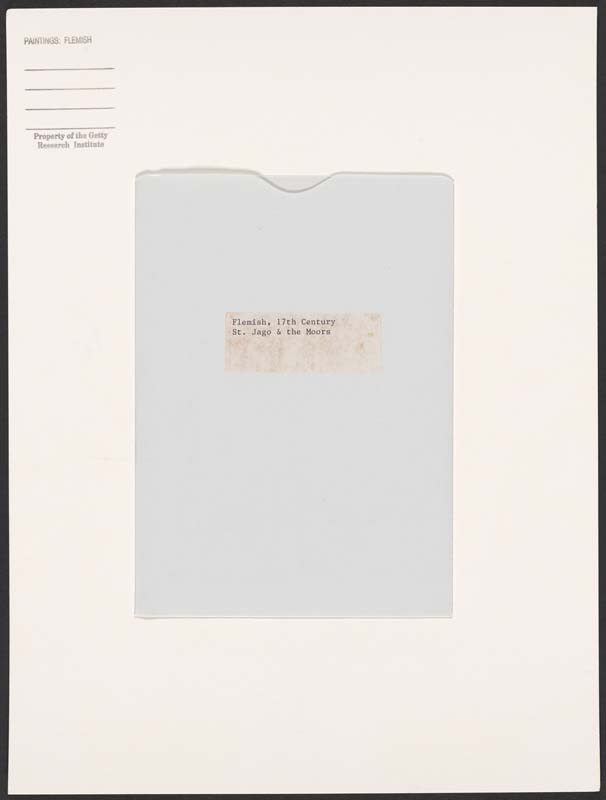 PAINTINGS: FLEMISH
Property of the Getty
Research Institute
Flemish, 17th Century
St. Jago & the Moors